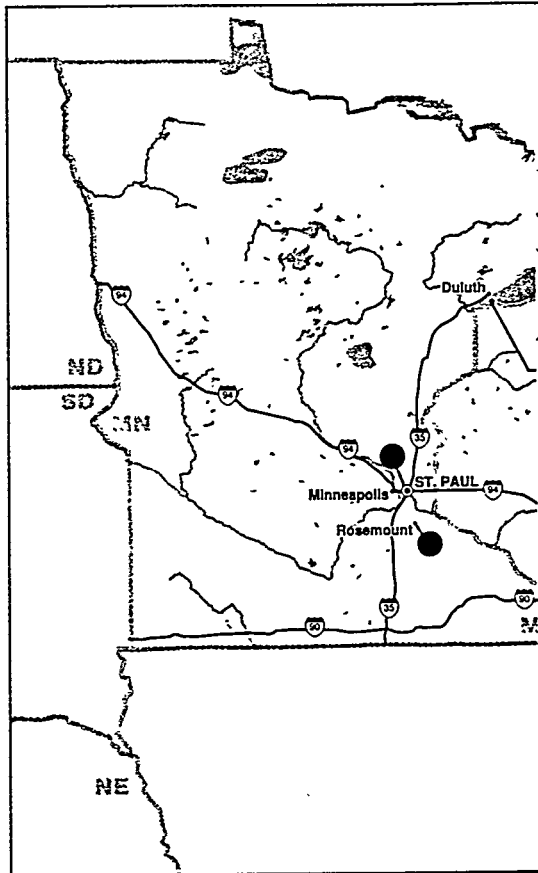 Duluth
94
ND
SD
MN
94
35
94
ST. PAUL
Minneapolis
94
Rosemount
35
90
90
M
NE